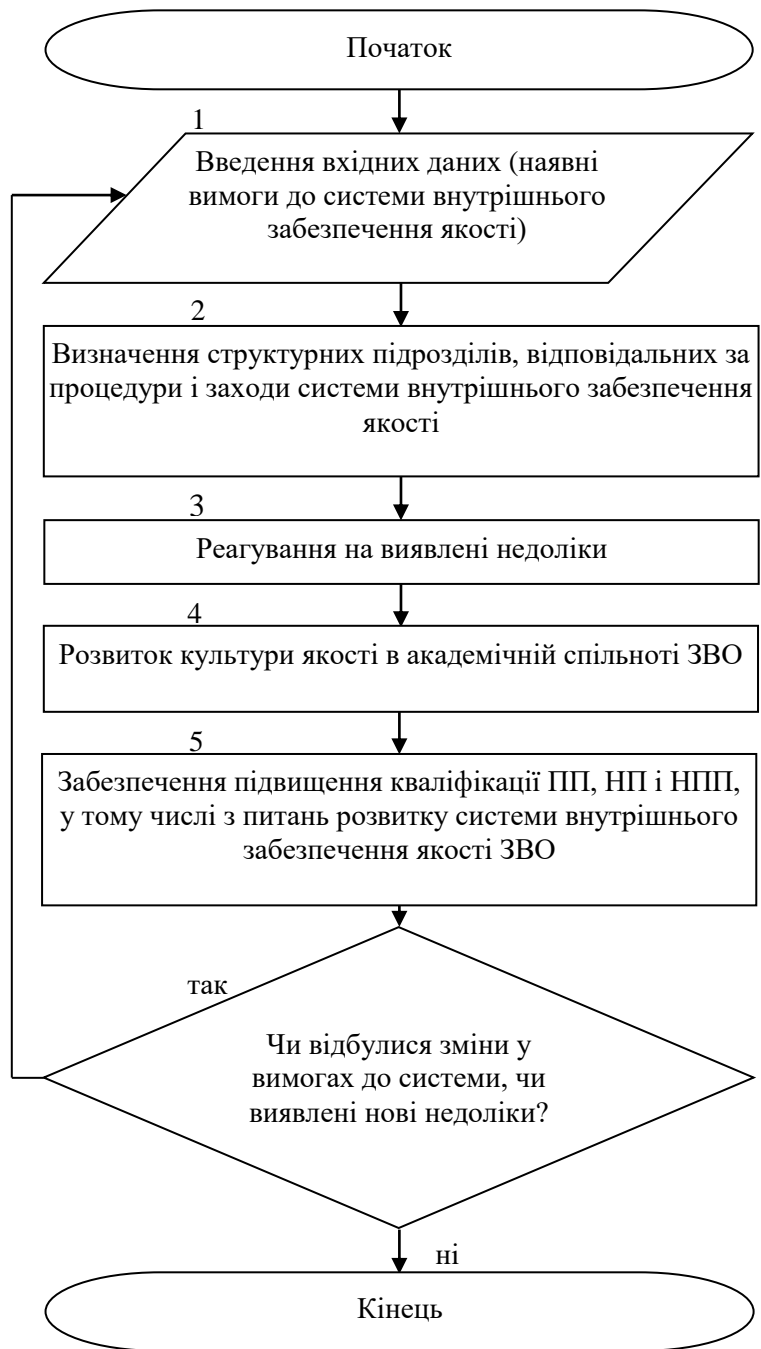 Початок
1
Введення вхідних даних (наявні
вимоги до системи внутрішнього
забезпечення якості)
2
Визначення структурних підрозділів, відповідальних за
процедури і заходи системи внутрішнього забезпечення
якості
3
Реагування на виявлені недоліки
4
Розвиток культури якості в академічній спільноті ЗВО
5
Забезпечення підвищення кваліфікації ПП, НП і НПП,
у тому числі з питань розвитку системи внутрішнього
забезпечення якості ЗВО
так
Чи відбулися зміни у
вимогах до системи, чи
виявлені нові недоліки?
ні
Кінець